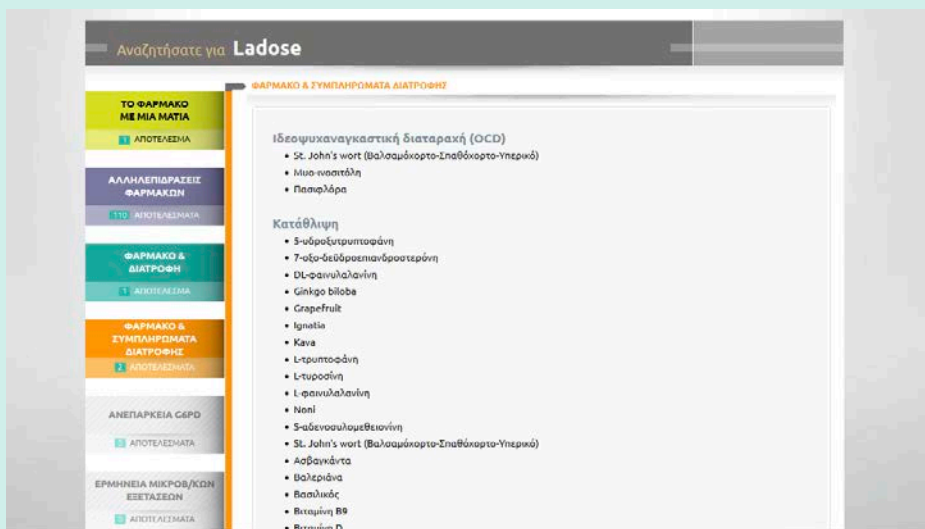 Αναζητήσατε για Ladose
ΤΟ ΦΑΡΜΑΚΟ
ΜΕ ΜΙΑ ΜΑΤΙΑ
1 ΑΠΟΤΕΛΕΣΜΑ
ΑΛΛΗΛΕΠΙΔΡΑΣΕΙΣ
ΦΑΡΜΑΚΩΝ
110 ΑΠΟΤΕΛΕΣΜΑΤΑ
ΦΑΡΜΑΚΟ &
ΔΙΑΤΡΟΦΗ
1 ΑΠΟΤΕΛΕΣΜΑ
ΦΑΡΜΑΚΟ &
ΣΥΜΠΛΗΡΩΜΑΤΑ
ΔΙΑΤΡΟΦΗΣ
2 ΑΠΟΤΕΛΕΣΜΑΤΑ
ΑΝΕΠΑΡΚΕΙΑ G6PD
0 ΑΠΟΤΕΛΕΣΜΑΤΑ
ΕΡΜΗΝΕΙΑ ΜΙΚΡΟΒ/ΚΩΝ
ΕΞΕΤΑΣΕΩΝ
0 ΑΠΟΤΕΛΕΣΜΑΤΑ
ΦΑΡΜΑΚΟ & ΣΥΜΠΛΗΡΩΜΑΤΑ ΔΙΑΤΡΟΦΗΣ
Ιδεοψυχαναγκαστική διαταραχή (OCD)
• St. John's wort (Βαλσαμόχορτο-Σπαθόχορτο-Υπερικό)
• Μυο-ινοσιτόλη
• Πασιφλόρα
Κατάθλιψη
• 5-υδροξυτρυπτοφάνη
• 7-οξο-δεϋδροεπιανδροστερόνη
• DL-φαινυλαλανίνη
• Ginkgo biloba
• Grapefruit
• Ignatia
• Kava
• L-τρυπτοφάνη
• L-τυροσίνη
• L-φαινυλαλανίνη
• Noni
• S-αδενοσυλομεθειονίνη
• St. John's wort (Βαλσαμόχορτο-Σπαθόχορτο-Υπερικό)
• Ασβαγκάντα
• Βαλεριάνα
• Βασιλικός
• Βιταμίνη B9
• Βιταμίνη D